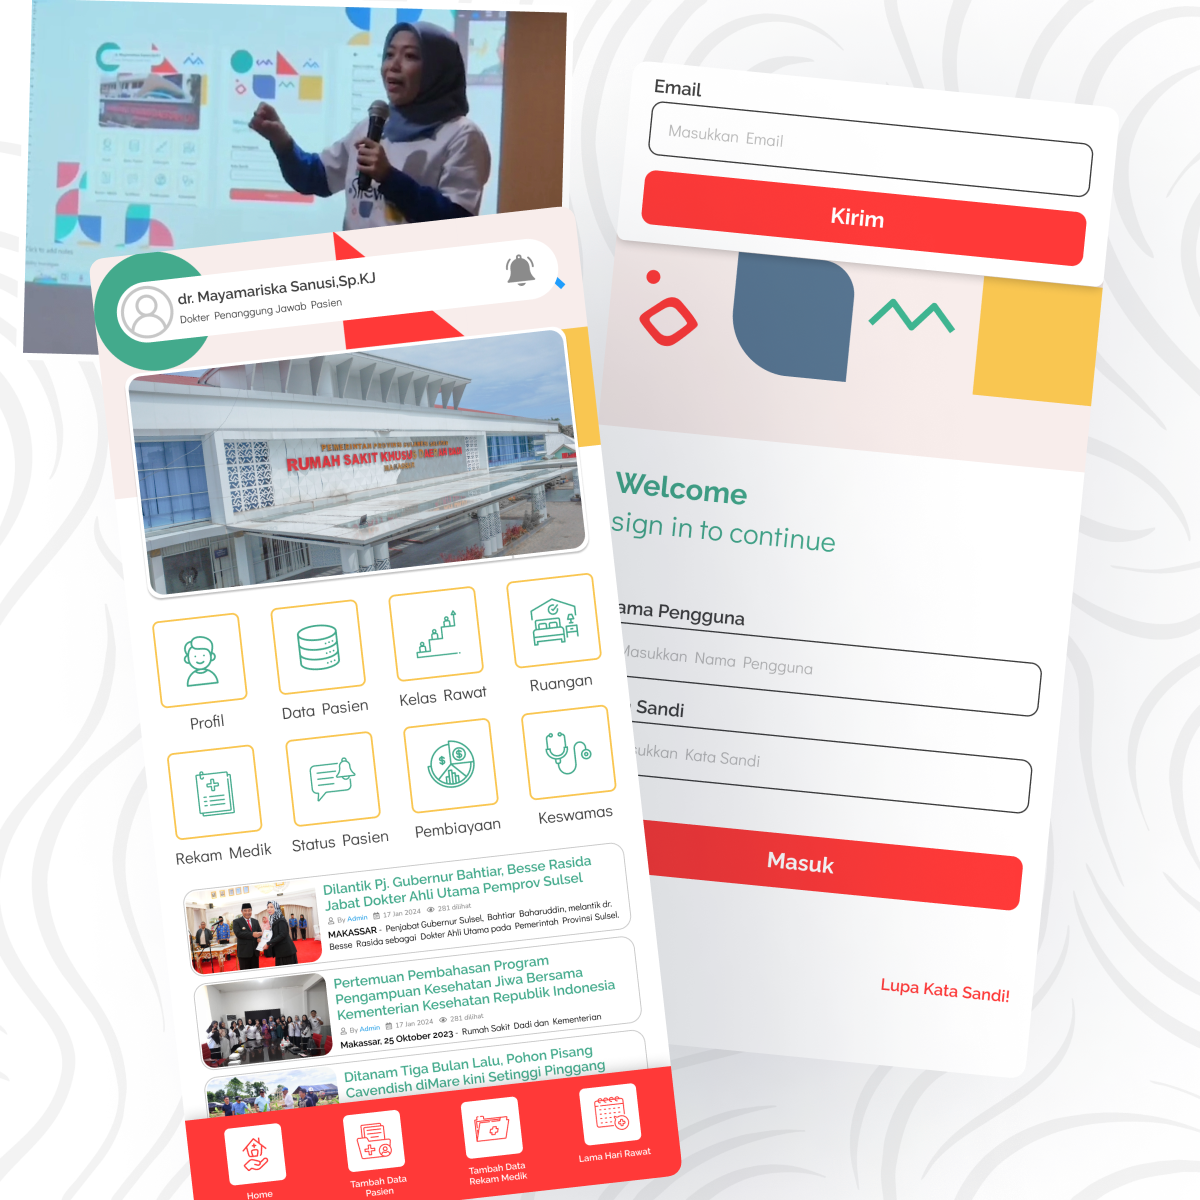 Email
Masukkan Email
Kirim
dr. Mayamariska Sanusi,Sp.KJ
Dokter Penanggung Jawab Pasien
RUMAH SAKIT
Profil
Data Pasien
Kelas Rawat
Ruangan
Rekam Medik
Status Pasien
Pembiayaan
Keswamas
Dilantik Pj. Gubernur Bahtiar, Besse Rasida
Jabat Dokter Ahli Utama Pemprov Sulsel
By Admin 17 Jan 2024 281 dilihat
MAKASSAR - Penjabat Gubernur Sulsel, Bahtiar Baharuddin, melantik dr.
Besse Rasida sebagai Dokter Ahli Utama pada Pemerintah Provinsi Sulsel.
Pertemuan Pembahasan Program
Pengampuan Kesehatan Jiwa Bersama
Kementerian Kesehatan Republik Indonesia
By Admin 17 Jan 2024 281 dilihat
Makassar, 25 Oktober 2023 - Rumah Sakit Dadi dan Kementerian
Ditanam Tiga Bulan Lalu, Pohon Pisang
Cavendish diMare kini Setinggi Pinggang
Home
Tambah Data
Pasien
Tambah Data
Rekam Medik
Lama Hari Rawat
Welcome
sign in to continue
ama Pengguna
Masukkan Nama Pengguna
Sandi
ukkan Kata Sandi
Masuk
Lupa Kata Sandi!